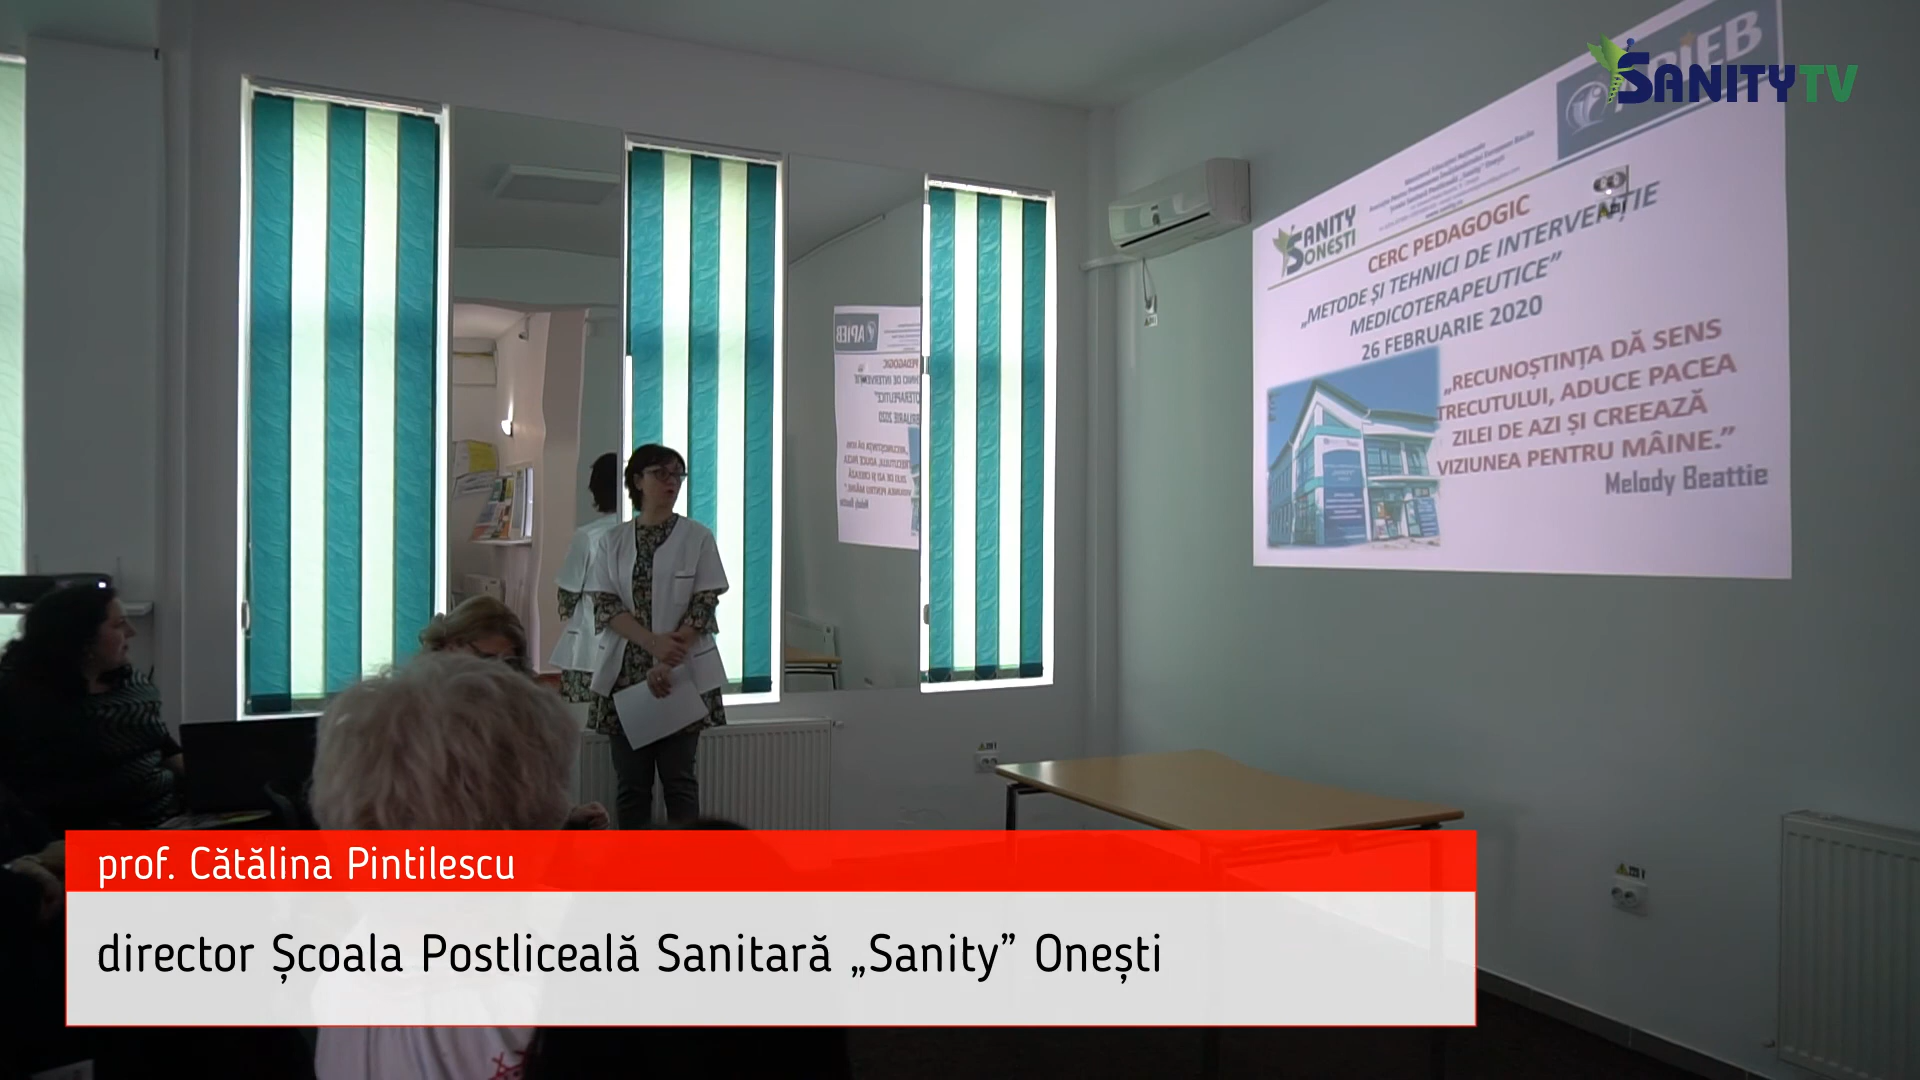 SANITYTV
APIEB
SANITY
ONEȘTI
CERC PEDAGOGIC
„METODE ȘI TEHNICI DE INTERVENȚIE
MEDICOTERAPEUTICE”
26 FEBRUARIE 2020
„RECUNOȘTINȚA DĂ SENS
TRECUTULUI, ADUCE PACEA
ZILEI DE AZI ȘI CREEAZĂ
VIZIUNEA PENTRU MÂINE.”
Melody Beattie
prof. Cătălina Pintilescu
director Școala Postliceală Sanitară „Sanity” Onești